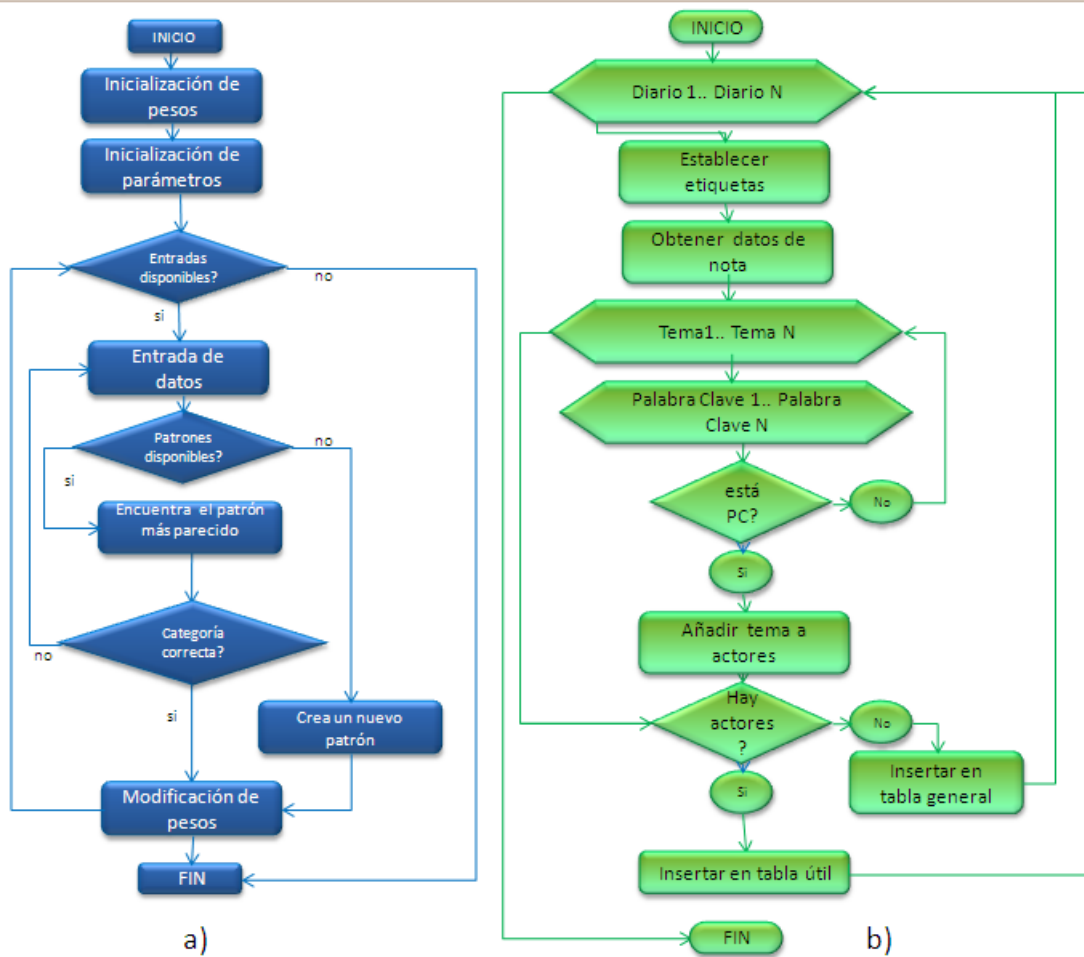 INICIO
Inicialización de
pesos
Inicialización de
parámetros
Entradas
disponibles?
no
si
Entrada de
datos
Patrones
disponibles?
no
si
Encuentra el patrón
más parecido
Categoría
correcta?
no
si
Crea un nuevo
patrón
Modificación de
pesos
FIN
a)
INICIO
Diario 1.. Diario N
Establecer
etiquetas
Obtener datos de
nota
Tema1.. Tema N
Palabra Clave 1.. Palabra
Clave N
está
PC?
No
Si
Añadir tema a
actores
Hay
actores
?
No
Si
Insertar en
tabla general
Insertar en tabla útil
FIN
b)